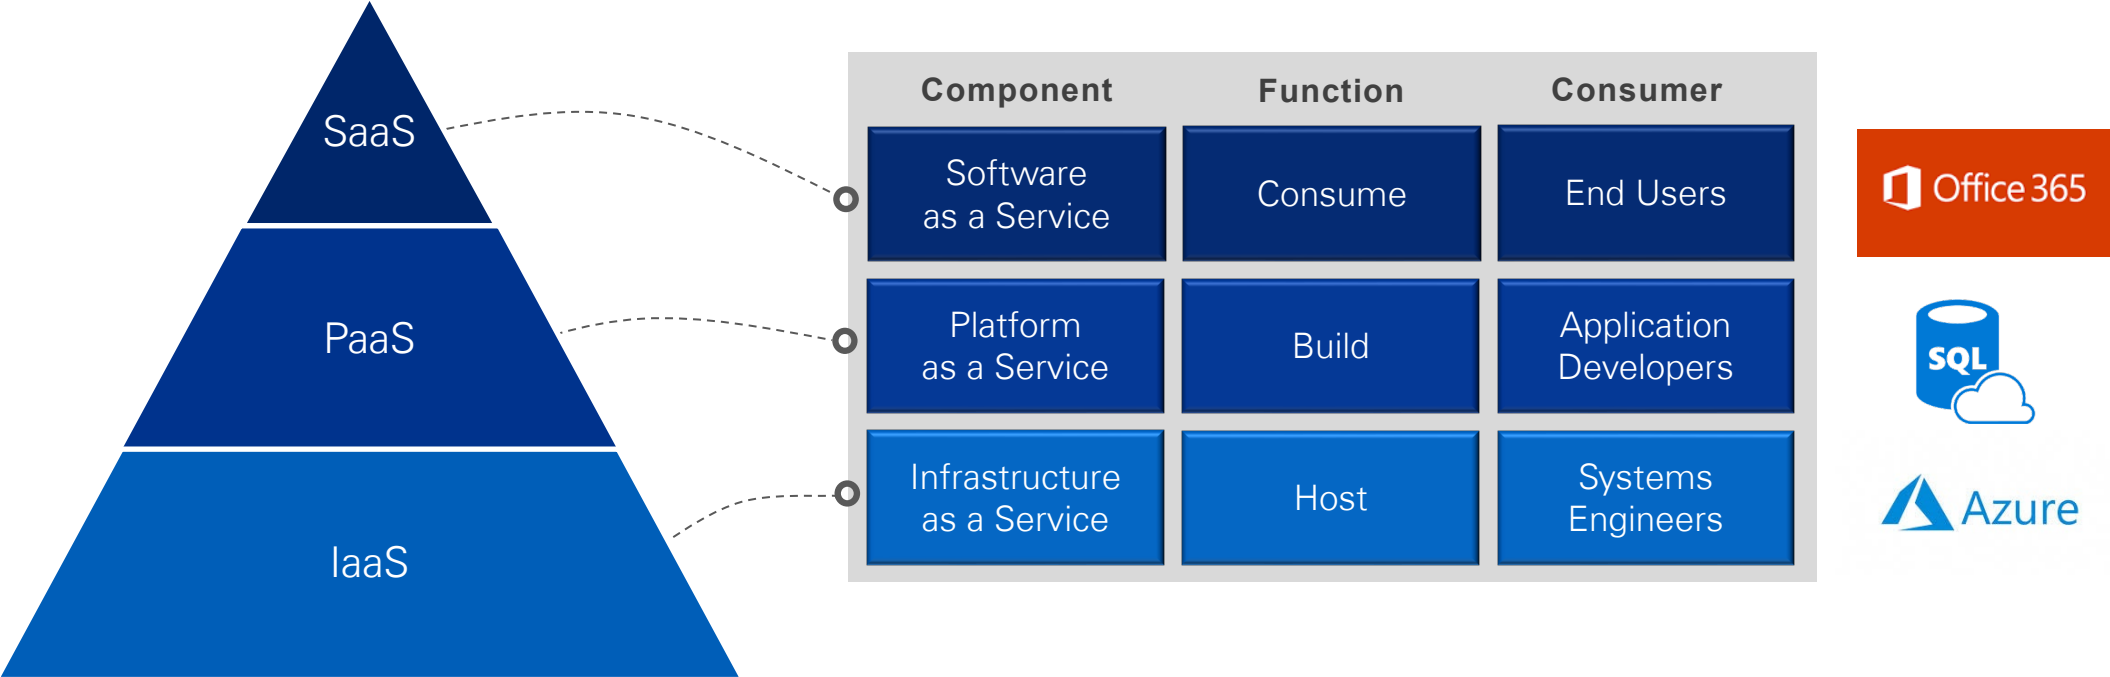 SaaS
PaaS
IaaS
Component
Function
Consumer
Software
as a Service
Consume
End Users
Platform
as a Service
Build
Application
Developers
Infrastructure
as a Service
Host
Systems
Engineers
Office 365
SQL
Azure